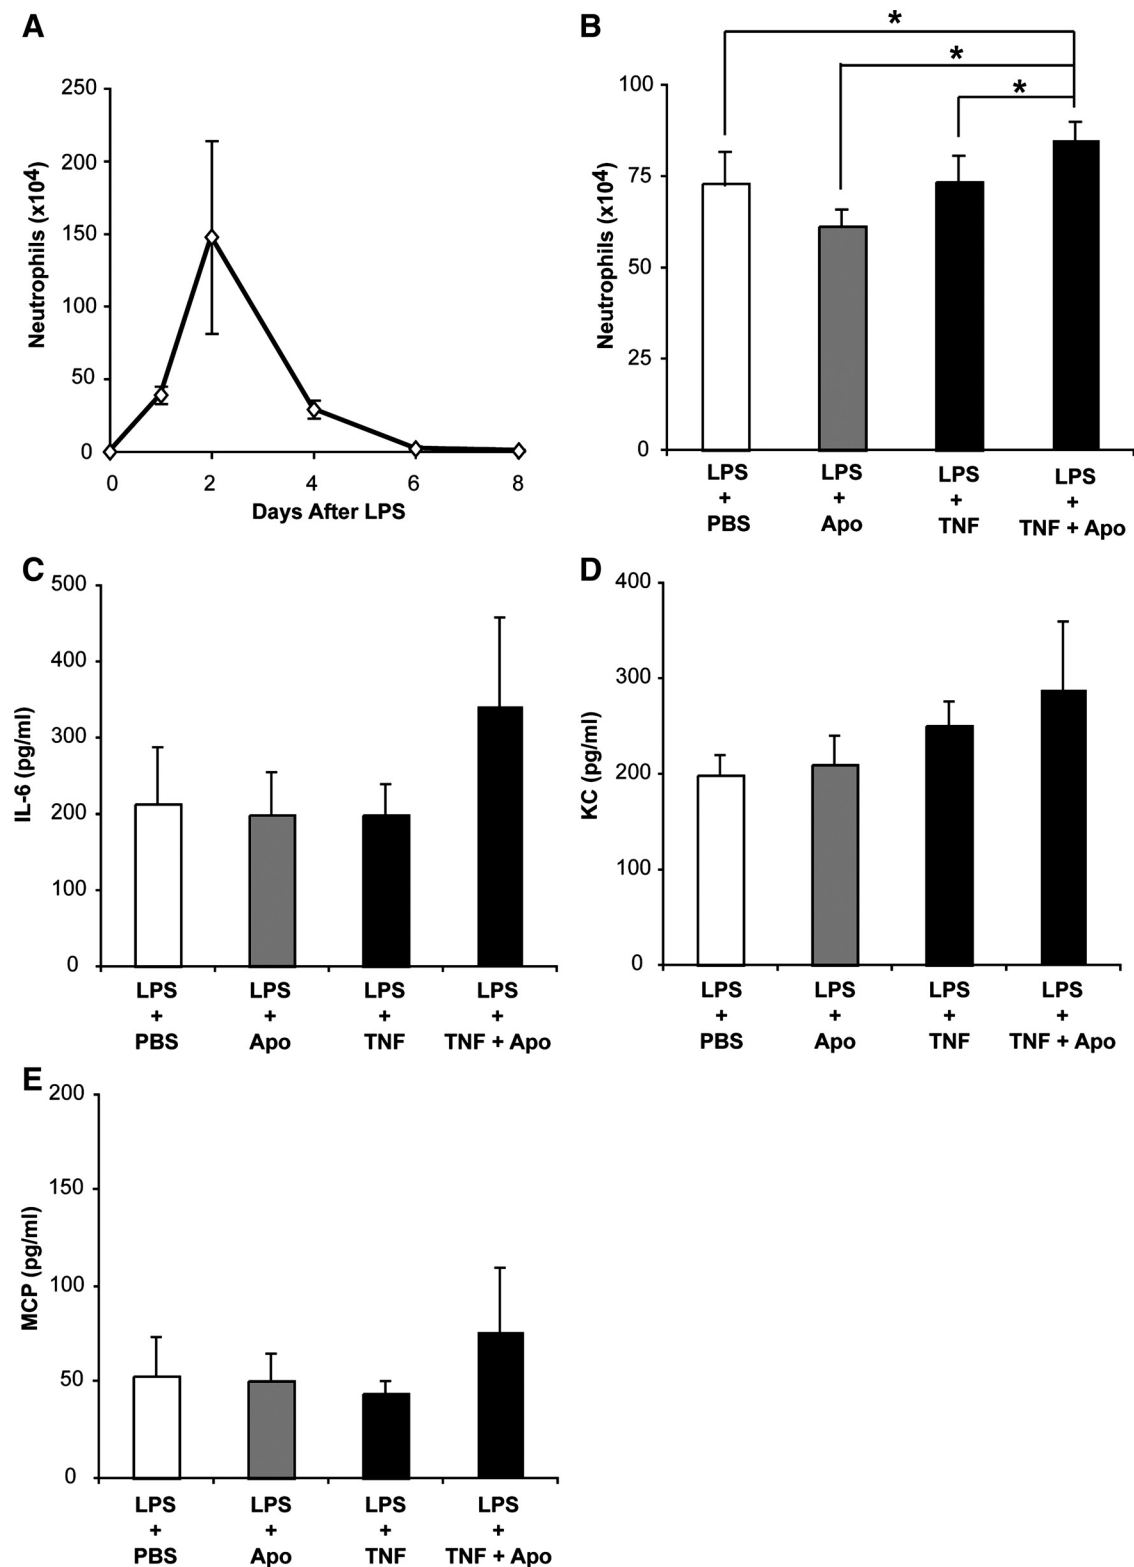 A
250
200
150
100
50
0
Neutrophils (x10⁴)
0 2 4 6 8
Days After LPS
B
* 
*
*
100
75
50
25
0
Neutrophils (x10⁴)
LPS LPS LPS LPS
+ + + +
PBS Apo TNF TNF + Apo
C
500
400
300
200
100
0
IL-6 (pg/ml)
LPS LPS LPS LPS
+ + + +
PBS Apo TNF TNF + Apo
D
400
300
200
100
0
KC (pg/ml)
LPS LPS LPS LPS
+ + + +
PBS Apo TNF TNF + Apo
E
200
150
100
50
0
MCP (pg/ml)
LPS LPS LPS LPS
+ + + +
PBS Apo TNF TNF + Apo